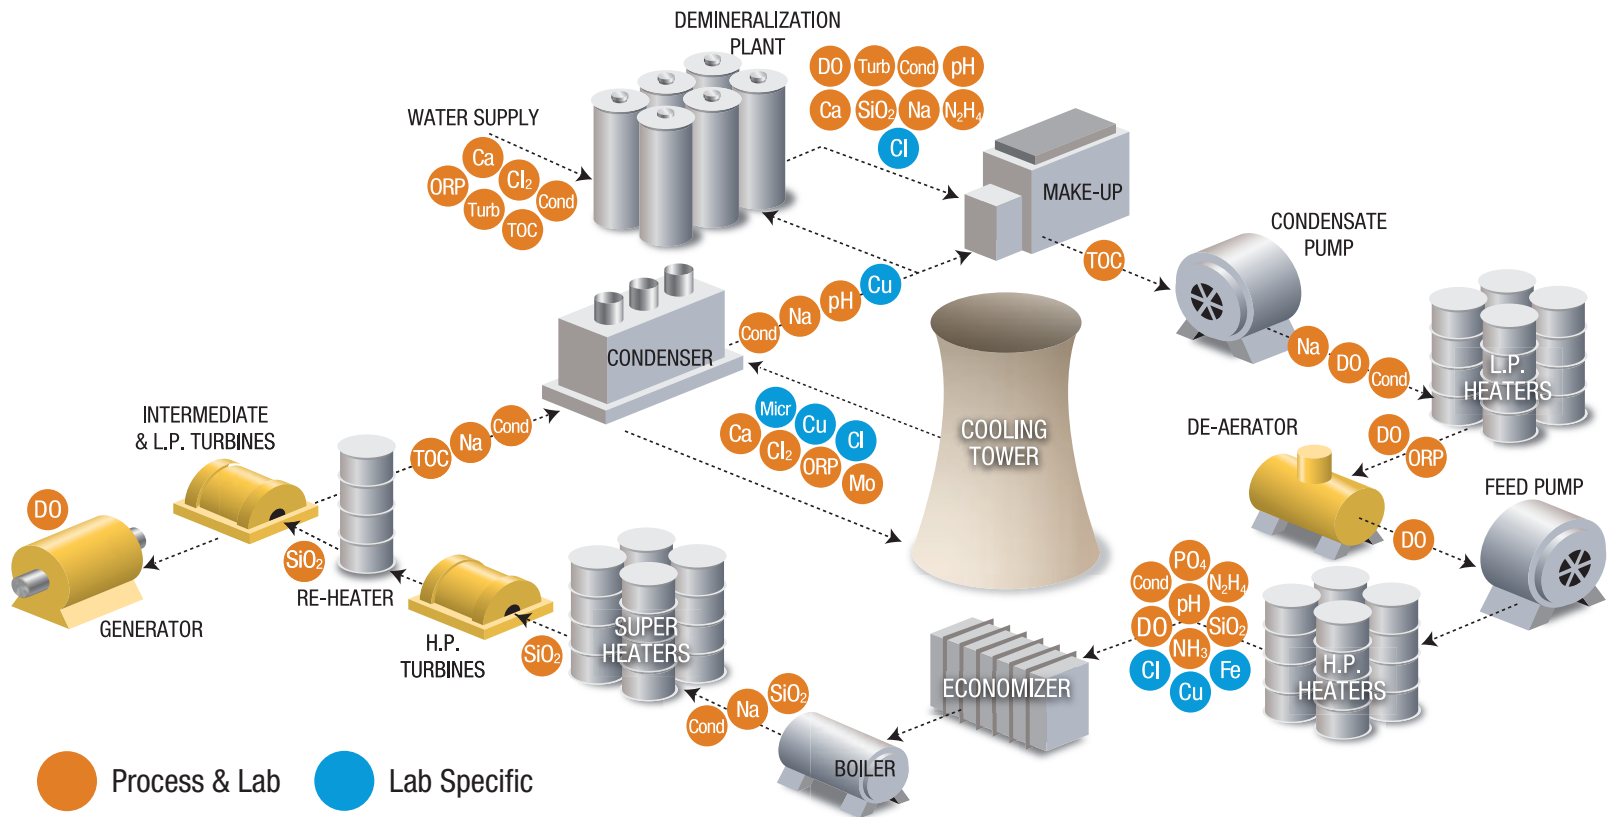 DEMINERALIZATION
PLANT
DO Turb Cond pH
Ca SiO₂ Na N₂H₄
Cl
WATER SUPPLY
Ca
ORP Cl₂
Turb Cond
TOC
MAKE-UP
TOC
CONDENSATE
PUMP
Na DO Cond
L.P.
HEATERS
CONDENSER
Cond Na pH Cu
COOLING
TOWER
Micr Cu Cl
Ca Cl₂ ORP Mo
INTERMEDIATE
& L.P. TURBINES
TOC Na Cond
DO
GENERATOR
SiO₂
RE-HEATER
H.P.
TURBINES
SiO₂
SUPER
HEATERS
DE-AERATOR
DO
ORP
DO
FEED PUMP
PO₄
Cond N₂H₄
pH
DO SiO₂
NH₃
Cl Fe
Cu
H.P.
HEATERS
ECONOMIZER
BOILER
Cond Na SiO₂
Process & Lab
Lab Specific